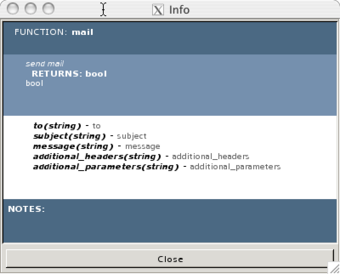 X Info
FUNCTION: mail
send mail
RETURNS: bool
bool
to(string) - to
subject(string) - subject
message(string) - message
additional_headers(string) - additional_headers
additional_parameters(string) - additional_parameters
NOTES:
Close